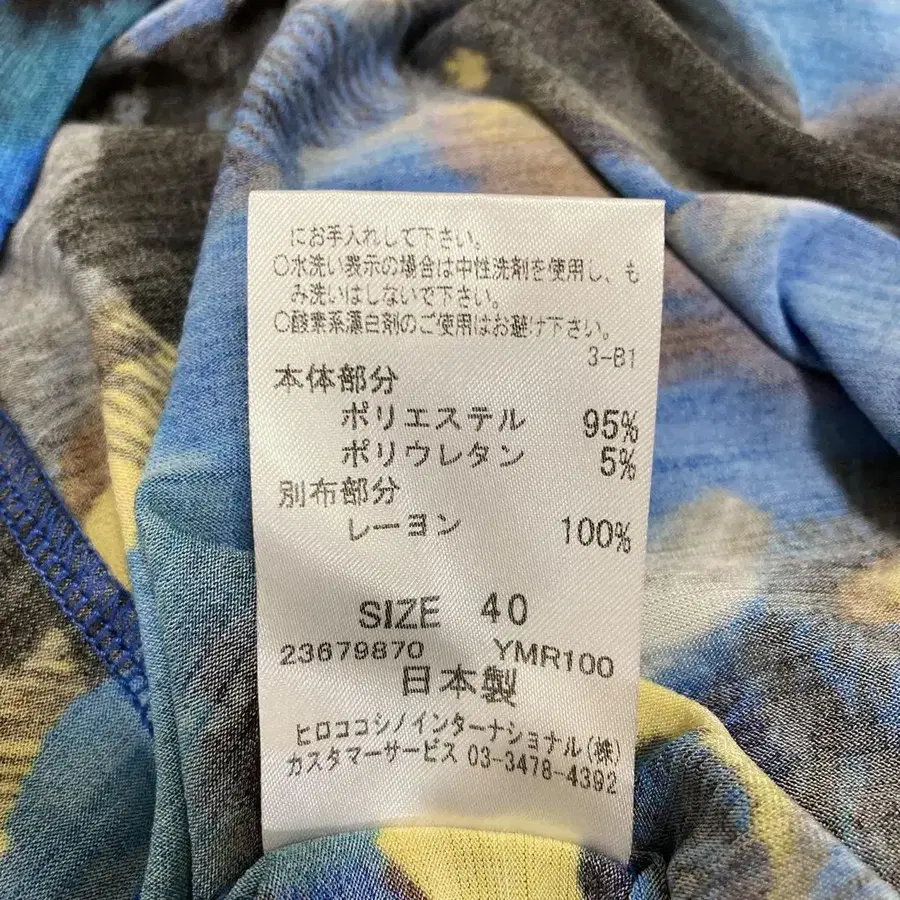 にお手入れして下さい。
○水洗い表示の場合は中性洗剤を使用し、も
み洗いはしないで下さい。
○酸素系漂白剤のご使用はお避け下さい。
3-B1
本体部分
ポリエステル 95%
ポリウレタン 5%
別布部分
レーヨン 100%
SIZE 40
23679870 YMR100
日本製
ヒロココシノインターナショナル(株)
カスタマーサービス 03-3478-4392